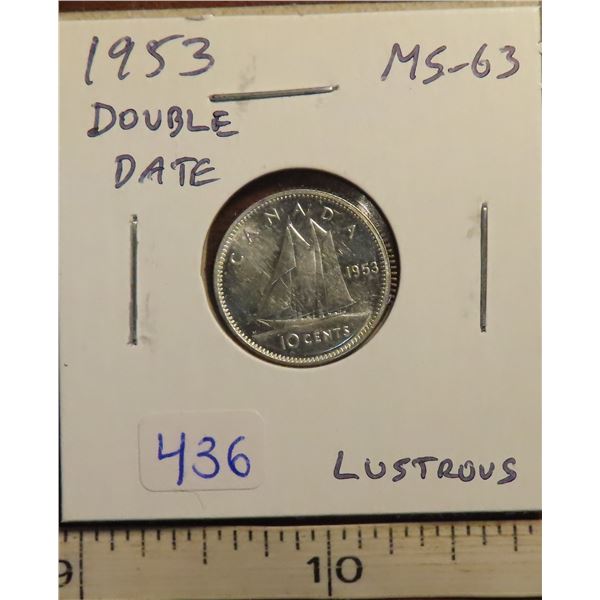 1953
MS-63
DOUBLE
DATE
CANADA
1953
10 CENTS
436
LUSTROUS
9
10